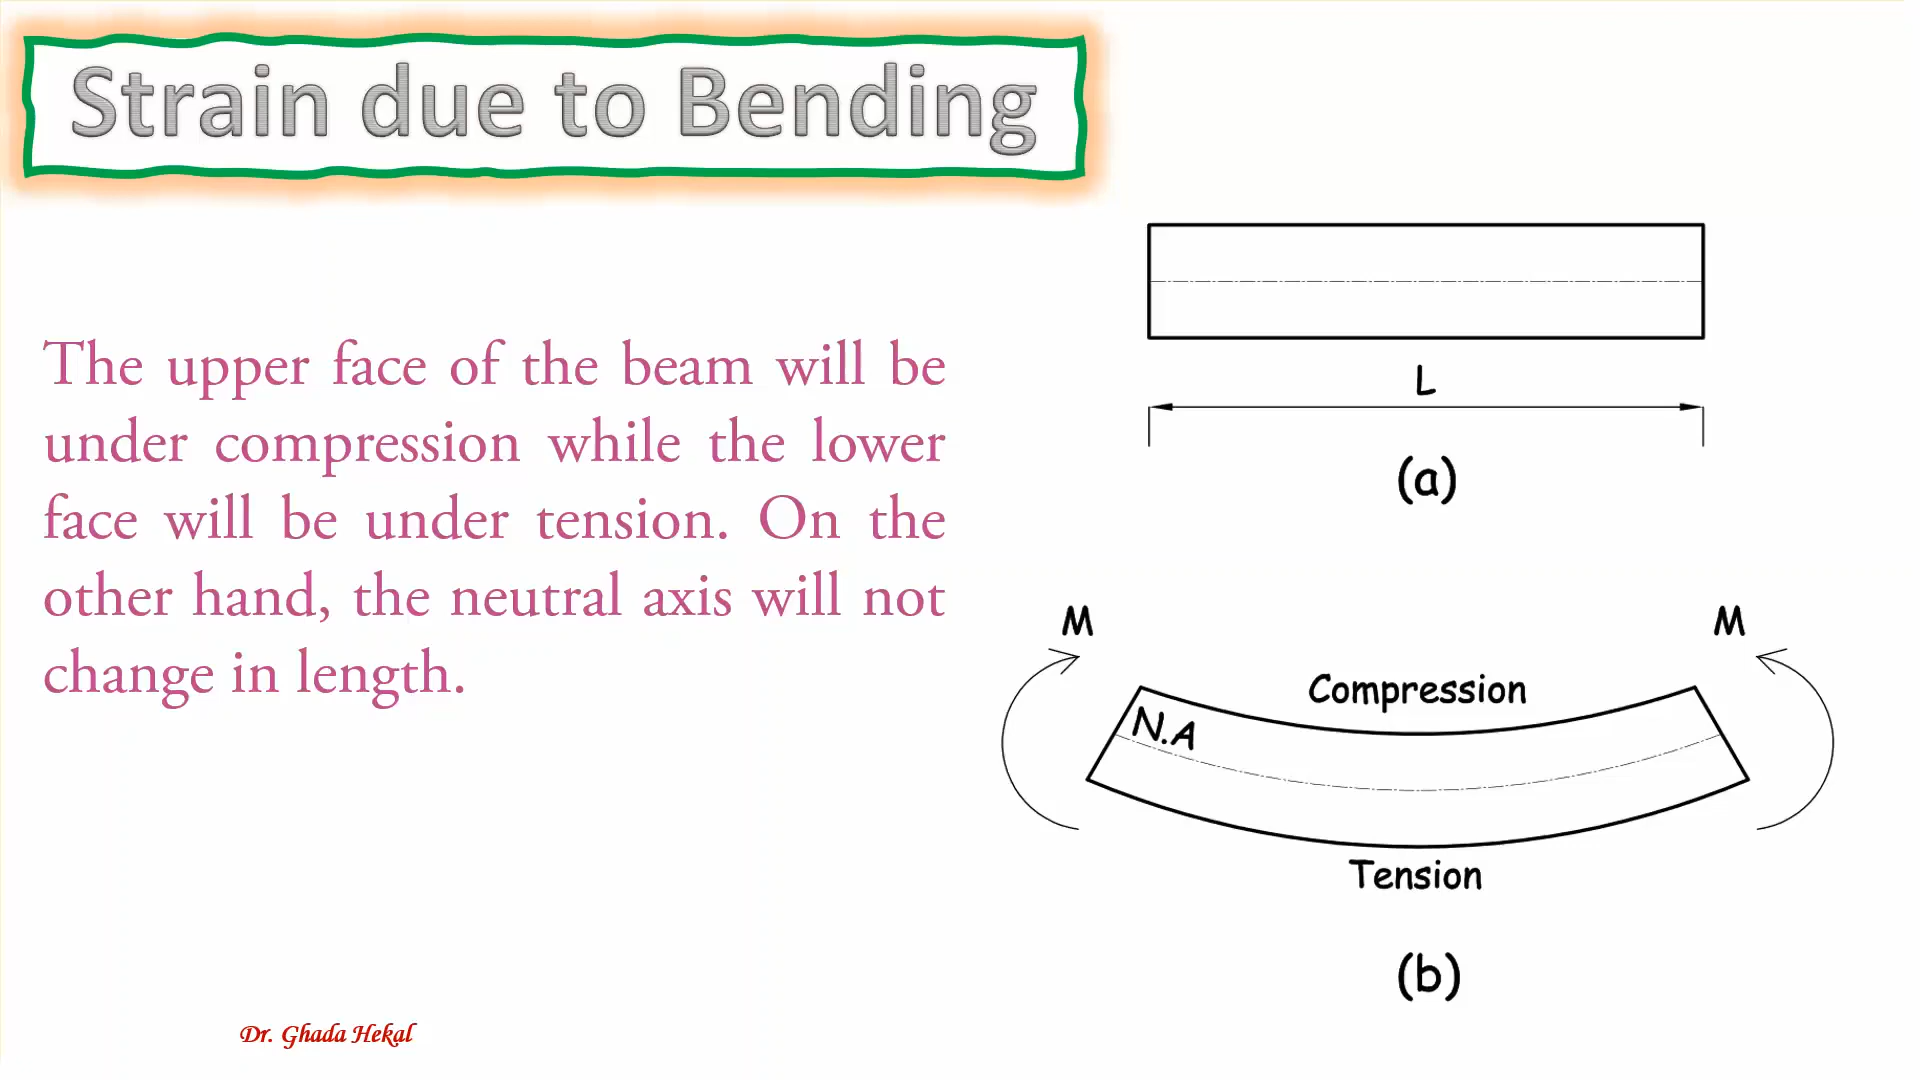 Strain due to Bending
The upper face of the beam will be
under compression while the lower
face will be under tension. On the
other hand, the neutral axis will not
change in length.
L
(a)
M
M
Compression
N.A
Tension
(b)
Dr. Ghada Hekal